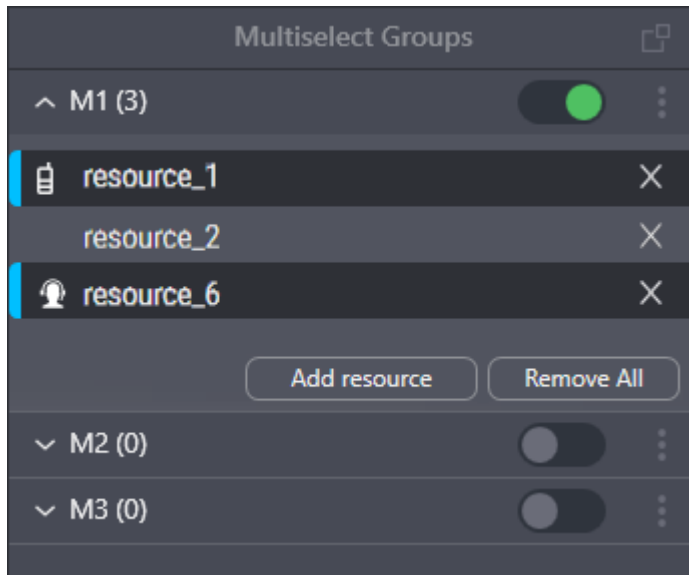 Multiselect Groups
M1 (3)
resource_1
resource_2
resource_6
Add resource Remove All
M2 (0)
M3 (0)